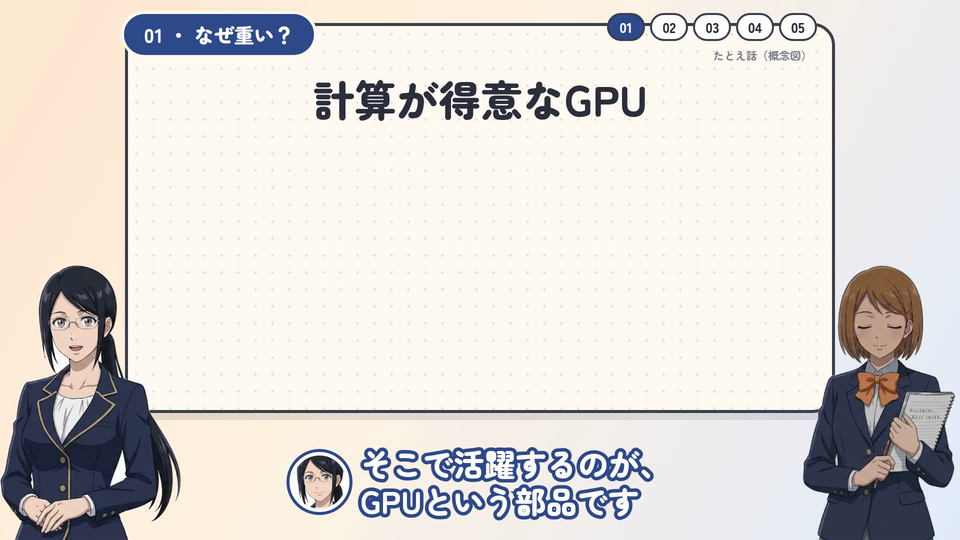 01 ・ なぜ重い？
01 02 03 04 05
たとえ話（概念図）
計算が得意なGPU
そこで活躍するのが、
GPUという部品です